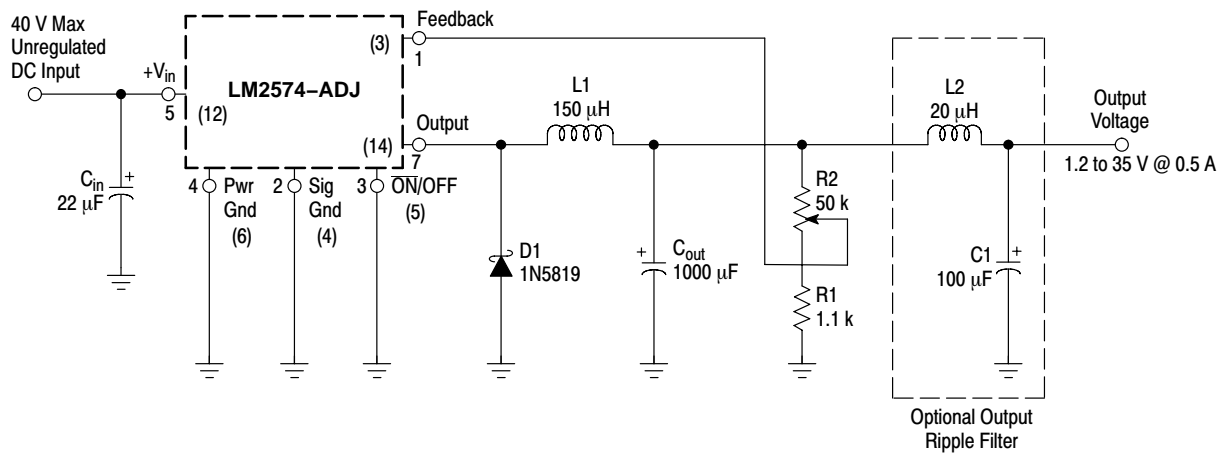 40 V Max
Unregulated
DC Input
+Vin
5
(12)
LM2574–ADJ
(3)
Feedback
1
(14)
Output
7
Cin
22 μF
+
4
Pwr
Gnd
(6)
2
Sig
Gnd
(4)
3
ON/OFF
(5)
D1
1N5819
L1
150 μH
+
Cout
1000 μF
R2
50 k
R1
1.1 k
L2
20 μH
+
C1
100 μF
Output
Voltage
1.2 to 35 V @ 0.5 A
Optional Output
Ripple Filter